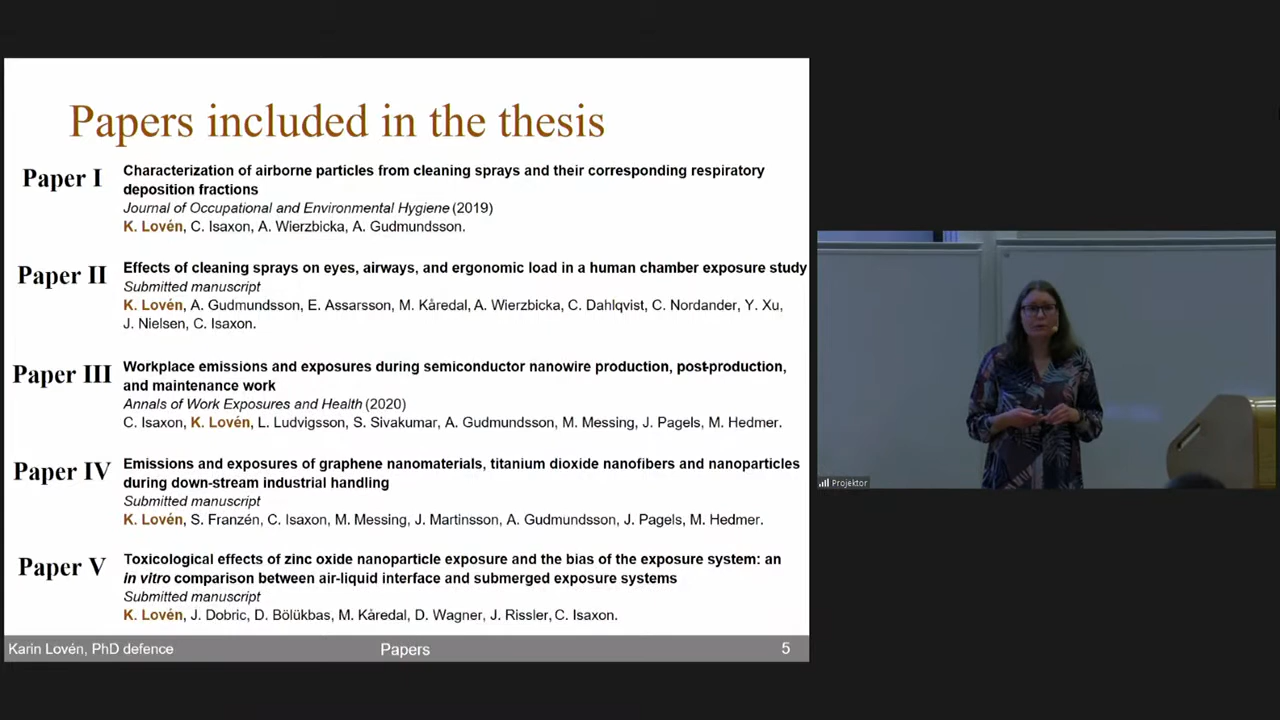 Papers included in the thesis
Paper I
Characterization of airborne particles from cleaning sprays and their corresponding respiratory
deposition fractions
Journal of Occupational and Environmental Hygiene (2019)
K. Lovén, C. Isaxon, A. Wierzbicka, A. Gudmundsson.
Paper II
Effects of cleaning sprays on eyes, airways, and ergonomic load in a human chamber exposure study
Submitted manuscript
K. Lovén, A. Gudmundsson, E. Assarsson, M. Kåredal, A. Wierzbicka, C. Dahlqvist, C. Nordander, Y. Xu,
J. Nielsen, C. Isaxon.
Paper III
Workplace emissions and exposures during semiconductor nanowire production, post-production,
and maintenance work
Annals of Work Exposures and Health (2020)
C. Isaxon, K. Lovén, L. Ludvigsson, S. Sivakumar, A. Gudmundsson, M. Messing, J. Pagels, M. Hedmer.
Paper IV
Emissions and exposures of graphene nanomaterials, titanium dioxide nanofibers and nanoparticles
during down-stream industrial handling
Submitted manuscript
K. Lovén, S. Franzén, C. Isaxon, M. Messing, J. Martinsson, A. Gudmundsson, J. Pagels, M. Hedmer.
Paper V
Toxicological effects of zinc oxide nanoparticle exposure and the bias of the exposure system: an
in vitro comparison between air-liquid interface and submerged exposure systems
Submitted manuscript
K. Lovén, J. Dobric, D. Bölükbas, M. Kåredal, D. Wagner, J. Rissler, C. Isaxon.
Karin Lovén, PhD defence
Papers
5
Projektor